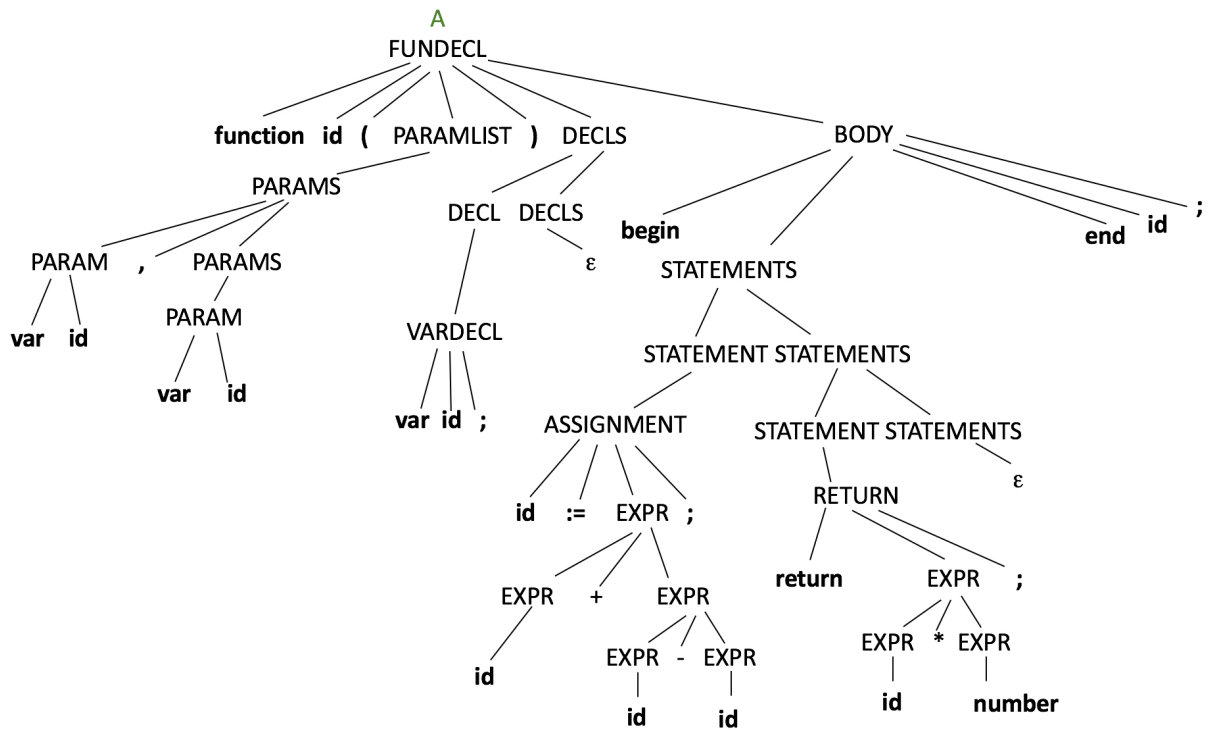 A
FUNDECL
function id ( PARAMLIST ) DECLS BODY
PARAMS
DECL DECLS begin end id ;
PARAM , PARAMS ε STATEMENTS
PARAM
var id VARDECL
STATEMENT STATEMENTS
var id
var id ; ASSIGNMENT STATEMENT STATEMENTS
ε
RETURN
id := EXPR ;
return EXPR ;
EXPR + EXPR
EXPR * EXPR
EXPR - EXPR
id
id number
id id